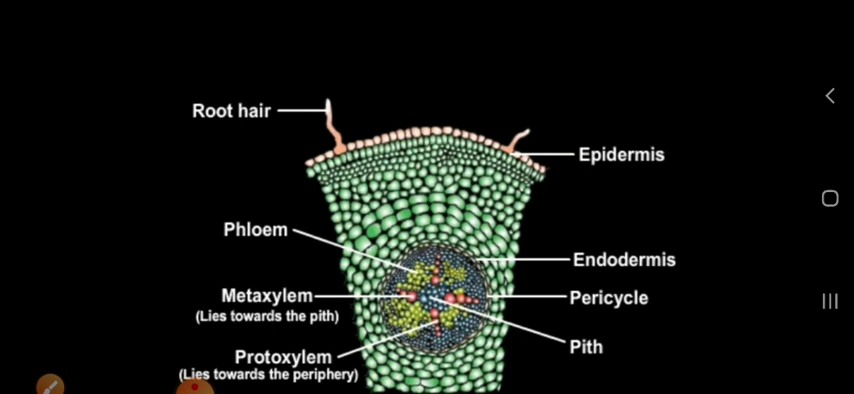 Root hair
Epidermis
Phloem
Endodermis
Metaxylem
(Lies towards the pith)
Pericycle
Pith
Protoxylem
(Lies towards the periphery)